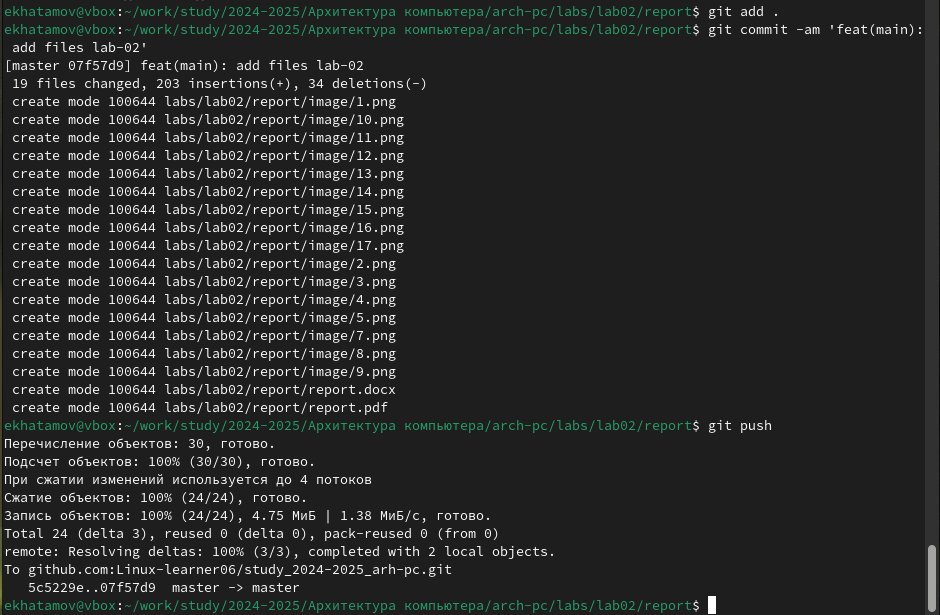 ekhatamov@vbox:~/work/study/2024-2025/Архитектура компьютера/arch-pc/labs/lab02/report$ git add .
ekhatamov@vbox:~/work/study/2024-2025/Архитектура компьютера/arch-pc/labs/lab02/report$ git commit -am 'feat(main):
 add files lab-02'
[master 07f57d9] feat(main): add files lab-02
 19 files changed, 203 insertions(+), 34 deletions(-)
 create mode 100644 labs/lab02/report/image/1.png
 create mode 100644 labs/lab02/report/image/10.png
 create mode 100644 labs/lab02/report/image/11.png
 create mode 100644 labs/lab02/report/image/12.png
 create mode 100644 labs/lab02/report/image/13.png
 create mode 100644 labs/lab02/report/image/14.png
 create mode 100644 labs/lab02/report/image/15.png
 create mode 100644 labs/lab02/report/image/16.png
 create mode 100644 labs/lab02/report/image/17.png
 create mode 100644 labs/lab02/report/image/2.png
 create mode 100644 labs/lab02/report/image/3.png
 create mode 100644 labs/lab02/report/image/4.png
 create mode 100644 labs/lab02/report/image/5.png
 create mode 100644 labs/lab02/report/image/7.png
 create mode 100644 labs/lab02/report/image/8.png
 create mode 100644 labs/lab02/report/image/9.png
 create mode 100644 labs/lab02/report/report.docx
 create mode 100644 labs/lab02/report/report.pdf
ekhatamov@vbox:~/work/study/2024-2025/Архитектура компьютера/arch-pc/labs/lab02/report$ git push
Перечисление объектов: 30, готово.
Подсчет объектов: 100% (30/30), готово.
При сжатии изменений используется до 4 потоков
Сжатие объектов: 100% (24/24), готово.
Запись объектов: 100% (24/24), 4.75 МиБ | 1.38 МиБ/с, готово.
Total 24 (delta 3), reused 0 (delta 0), pack-reused 0 (from 0)
remote: Resolving deltas: 100% (3/3), completed with 2 local objects.
To github.com:Linux-learner06/study_2024-2025_arh-pc.git
   5c5229e..07f57d9  master -> master
ekhatamov@vbox:~/work/study/2024-2025/Архитектура компьютера/arch-pc/labs/lab02/report$